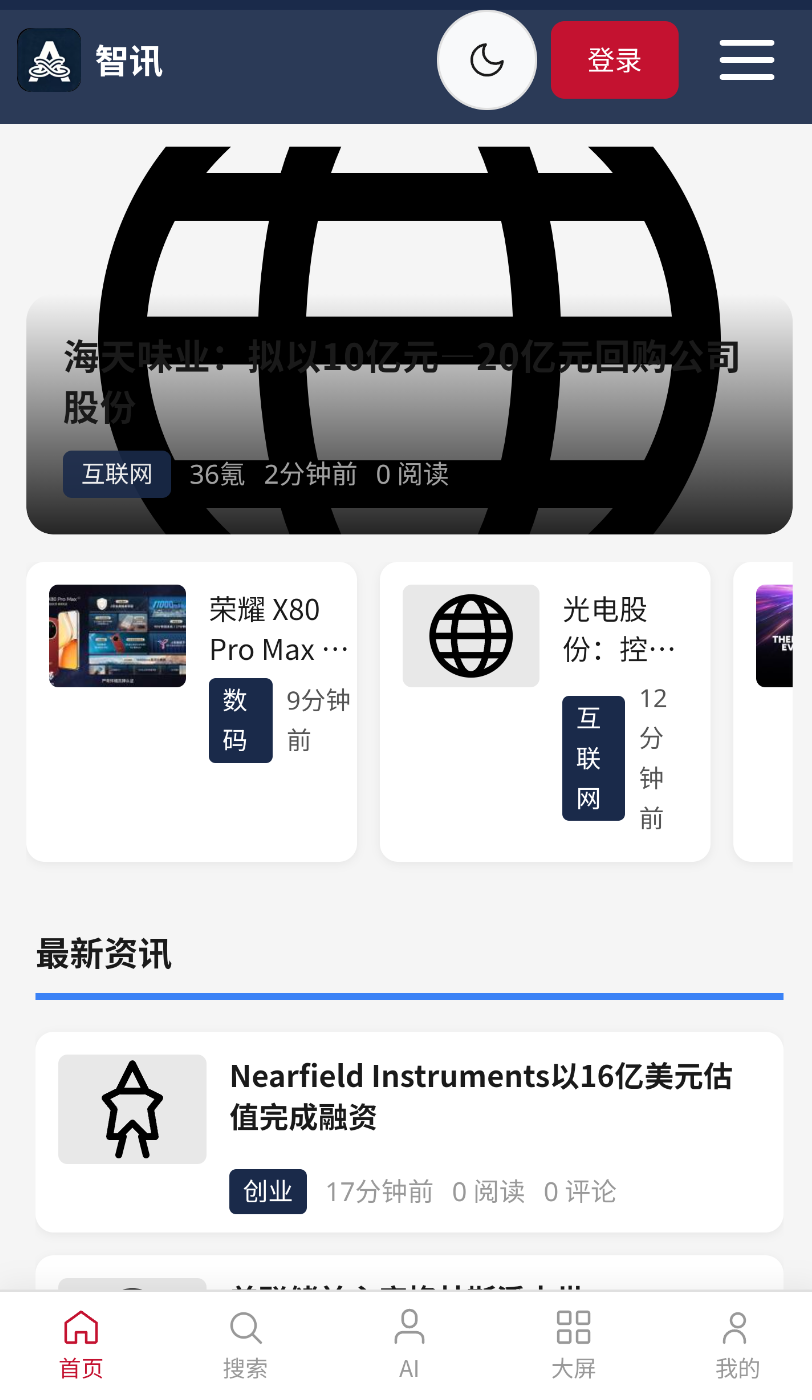 智讯
登录
海天味业：拟以10亿元—20亿元回购公司
股份
互联网 36氪 2分钟前 0 阅读
荣耀 X80
Pro Max …
数
码
9分钟
前
光电股
份：控…
互
联
网
12
分
钟
前
最新资讯
Nearfield Instruments以16亿美元估
值完成融资
创业 17分钟前 0 阅读 0 评论
首页
搜索
AI
大屏
我的